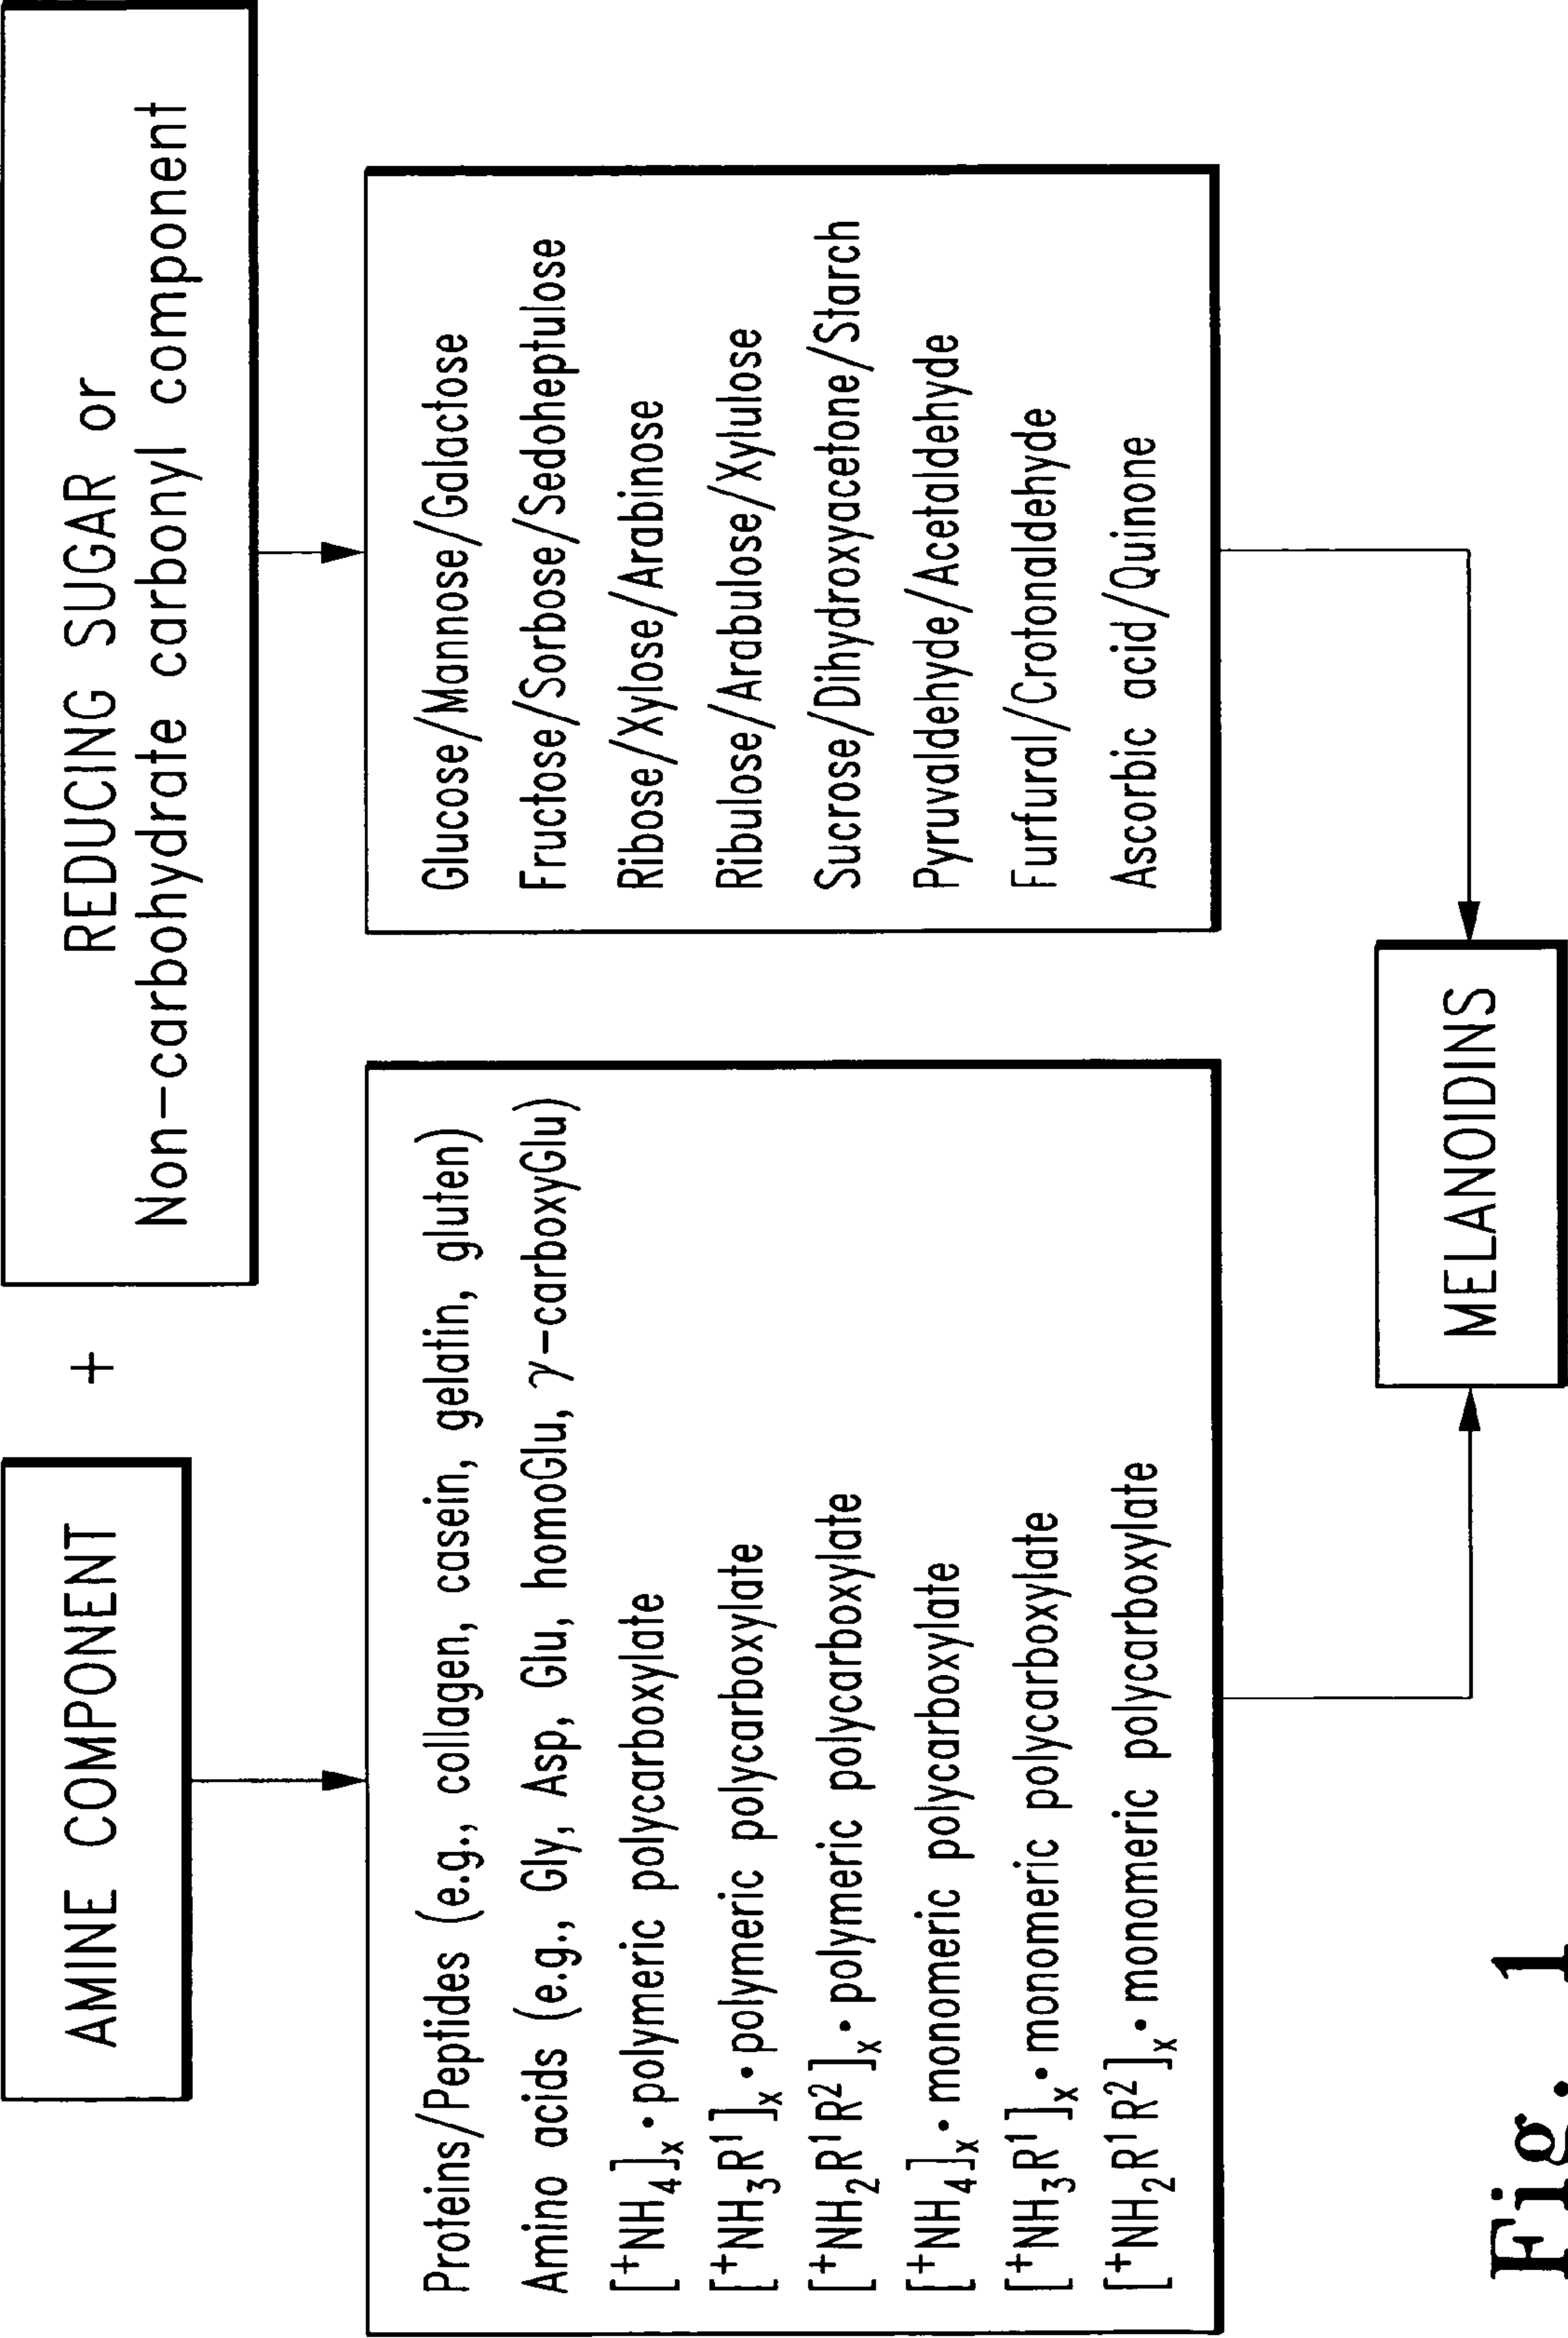 AMINE COMPONENT
+
REDUCING SUGAR or
Non-carbohydrate carbonyl component
Proteins/Peptides (e.g., collagen, casein, gelatin, gluten)
Amino acids (e.g., Gly, Asp, Glu, homoGlu, γ-carboxyGlu)
[⁺NH₄]ₓ•polymeric polycarboxylate
[⁺NH₃R¹]ₓ•polymeric polycarboxylate
[⁺NH₂R¹R²]ₓ•polymeric polycarboxylate
[⁺NH₄]ₓ•monomeric polycarboxylate
[⁺NH₃R¹]ₓ•monomeric polycarboxylate
[⁺NH₂R¹R²]ₓ•monomeric polycarboxylate
Glucose/Mannose/Galactose
Fructose/Sorbose/Sedoheptulose
Ribose/Xylose/Arabinose
Ribulose/Arabulose/Xylulose
Sucrose/Dihydroxyacetone/Starch
Pyruvaldehyde/Acetaldehyde
Furfural/Crotonaldehyde
Ascorbic acid/Quinone
MELANOIDINS
Fig. 1